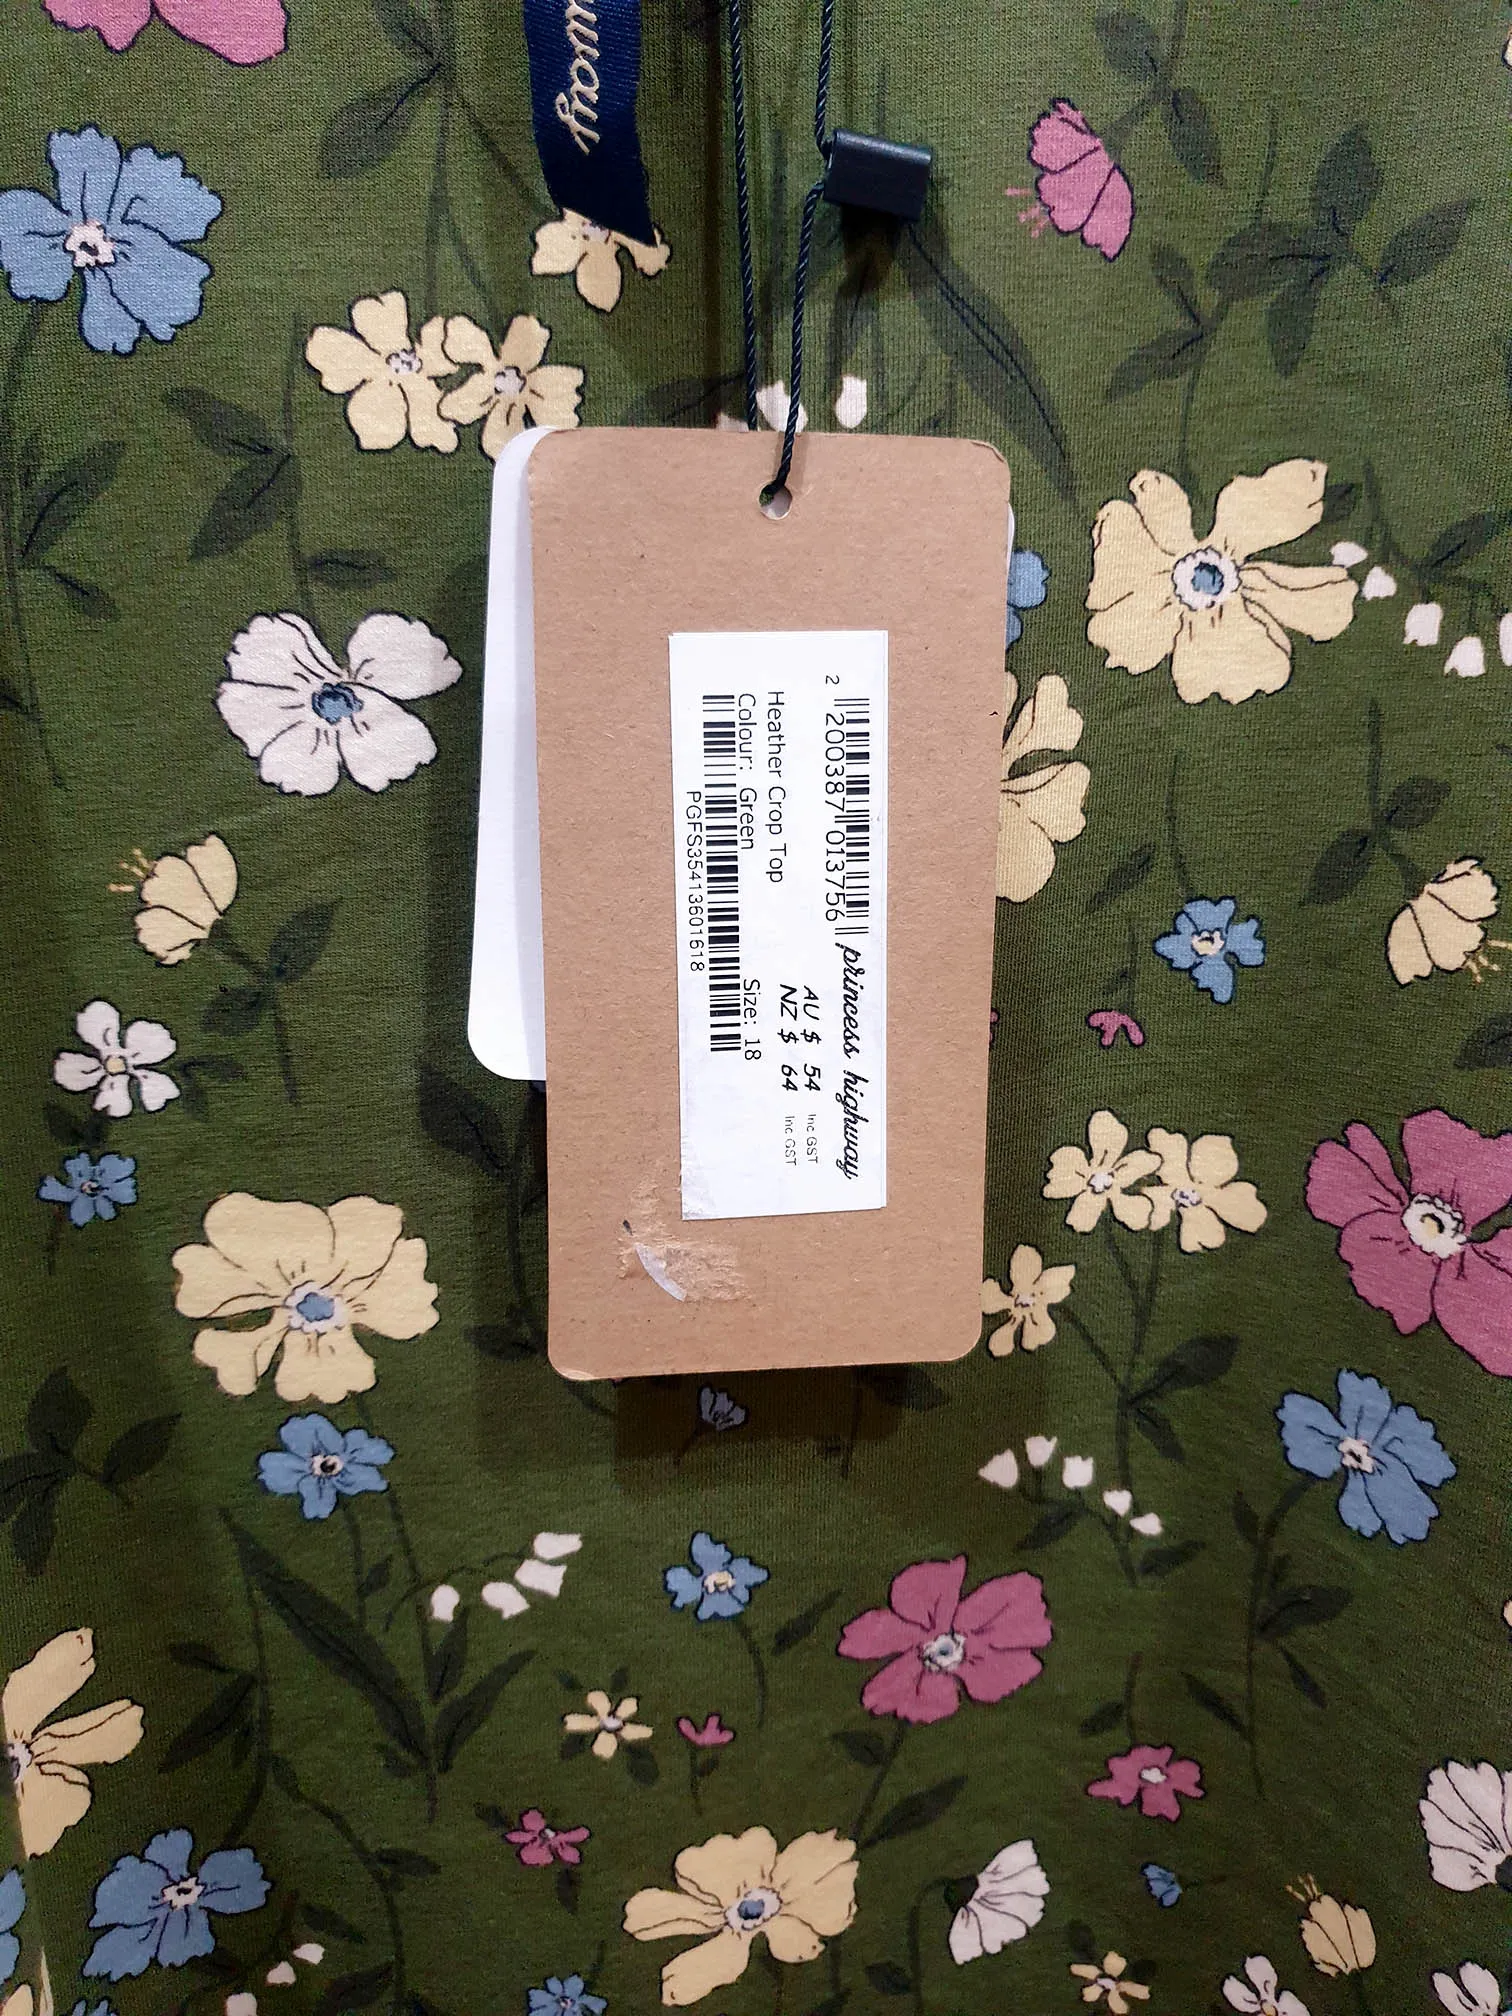 princess highway
2 200387 013756
AU $ 54 Inc GST
NZ $ 64 Inc GST
Heather Crop Top
Colour: Green Size: 18
PGFS35413601618